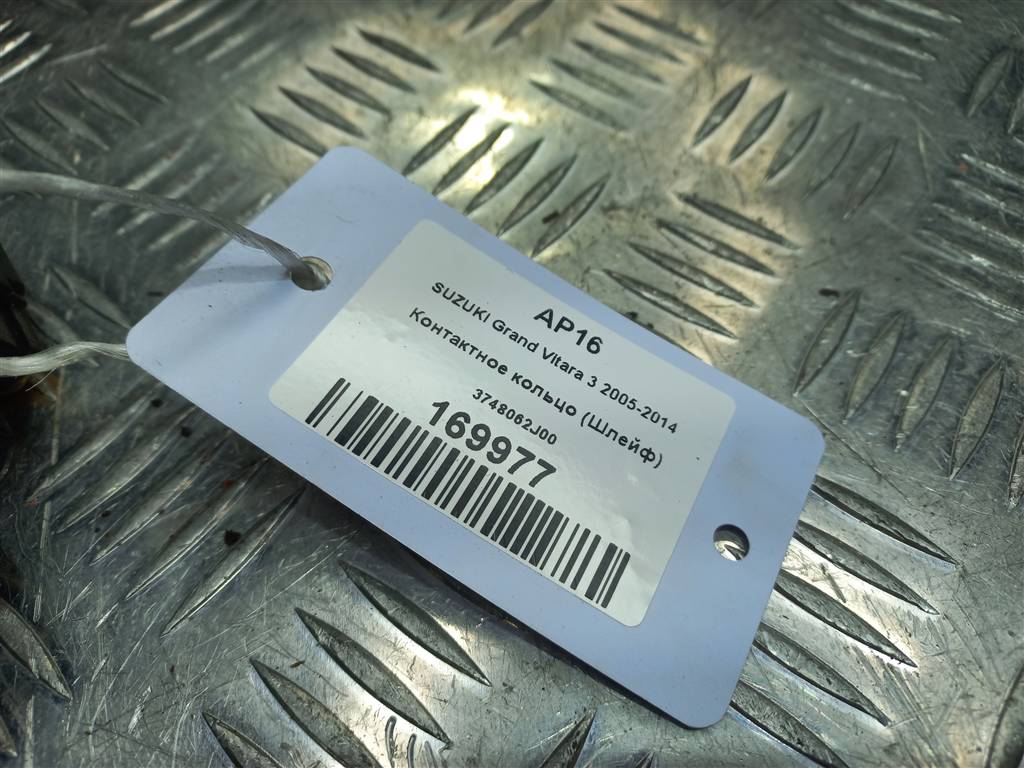 AP16
SUZUKI Grand Vitara 3 2005-2014
Контактное кольцо (Шлейф)
3748062J00
169977